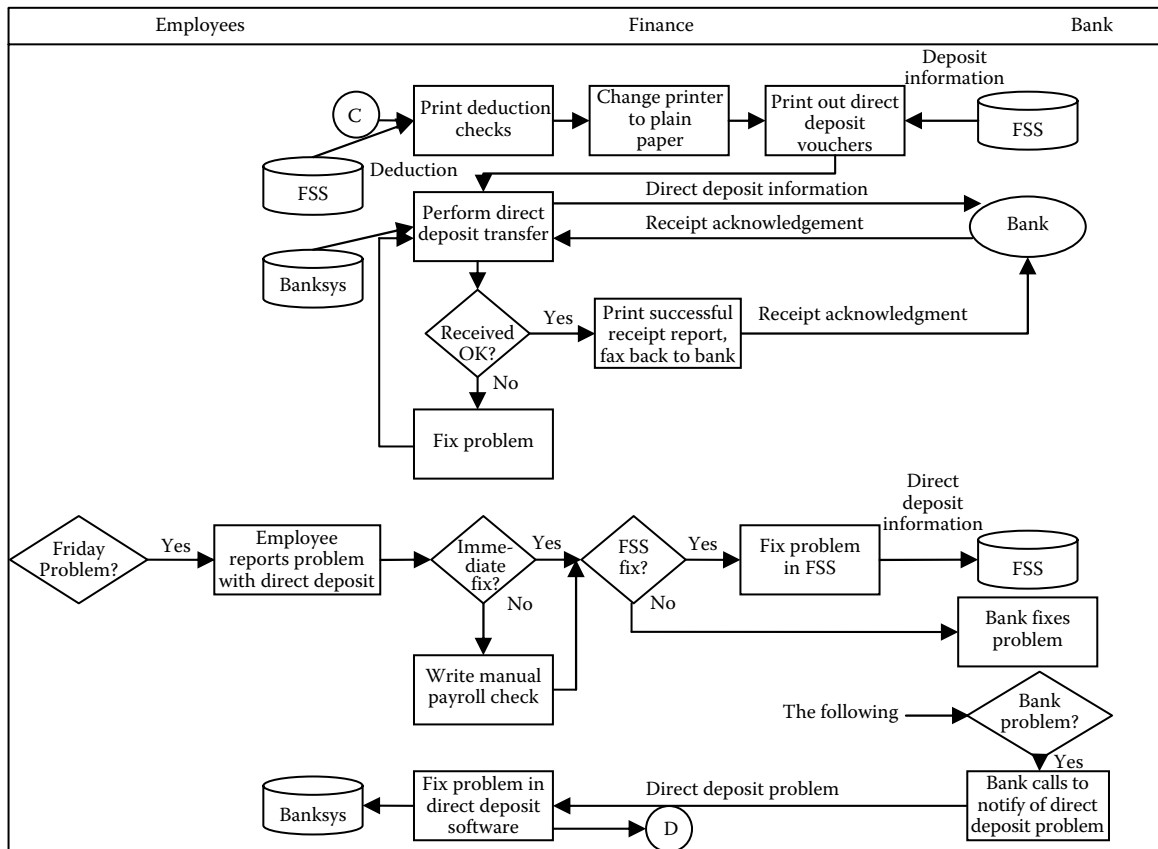 Employees
Finance
Bank
Deposit
information
C
Print deduction
checks
Change printer
to plain
paper
Print out direct
deposit
vouchers
FSS
FSS
Deduction
Direct deposit information
Perform direct
deposit transfer
Receipt acknowledgement
Bank
Banksys
Received
OK?
Yes
Print successful
receipt report,
fax back to bank
Receipt acknowledgment
No
Fix problem
Direct
deposit
information
Friday
Problem?
Yes
Employee
reports problem
with direct deposit
Imme-
diate
fix?
Yes
FSS
fix?
Yes
Fix problem
in FSS
FSS
No
No
Bank fixes
problem
Write manual
payroll check
The following
Bank
problem?
Yes
Banksys
Fix problem in
direct deposit
software
Direct deposit problem
D
Bank calls to
notify of direct
deposit problem